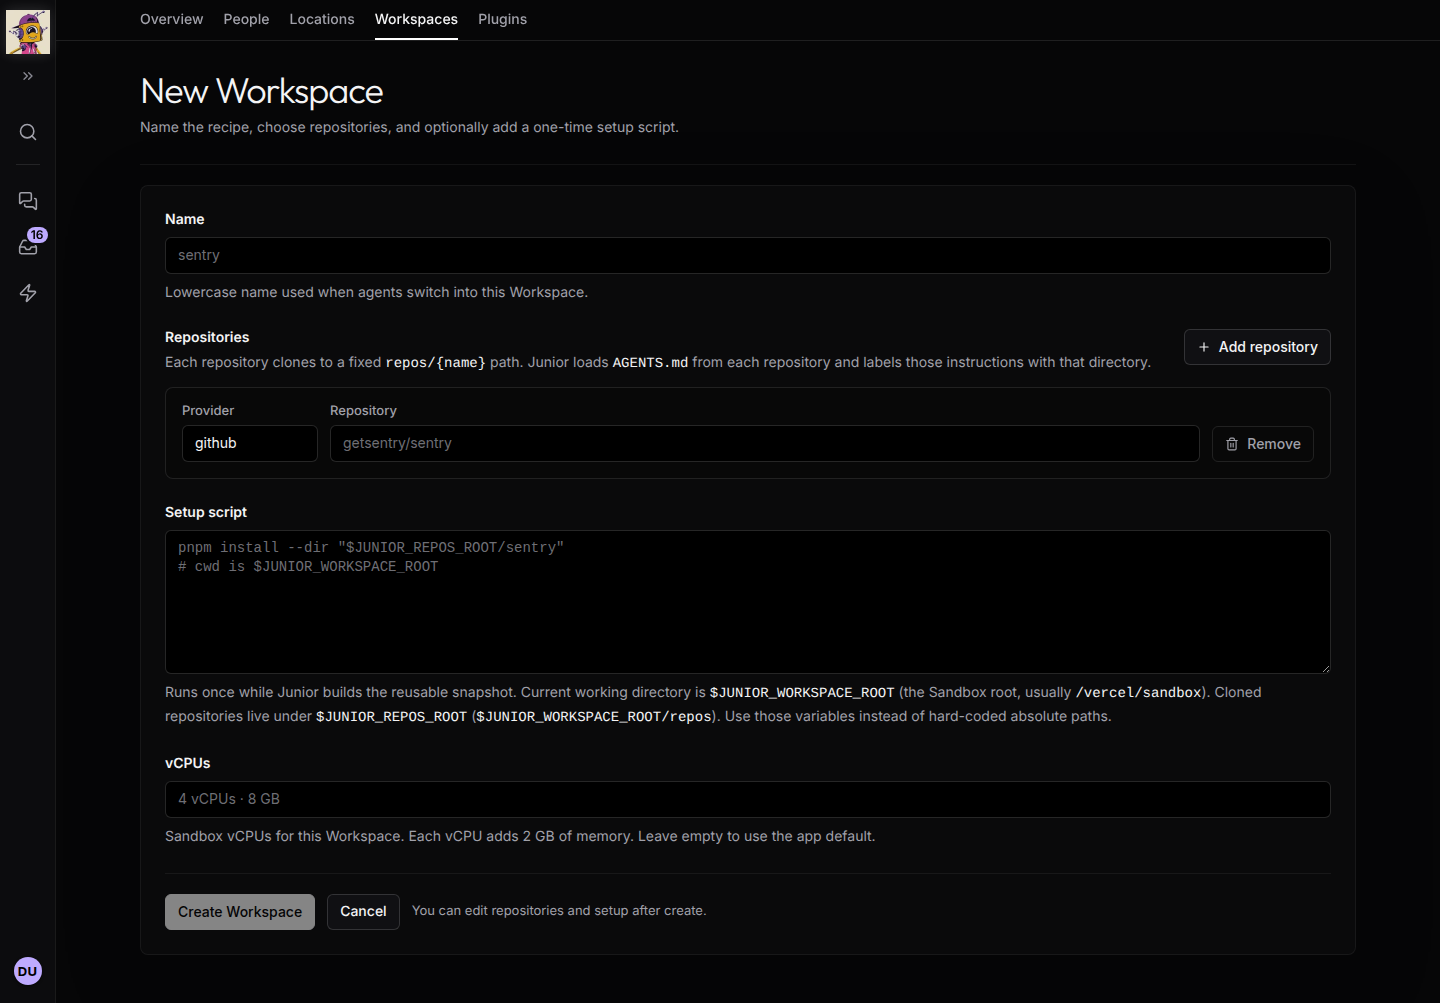 Overview People Locations Workspaces Plugins
New Workspace
Name the recipe, choose repositories, and optionally add a one-time setup script.
16
Name
sentry
Lowercase name used when agents switch into this Workspace.
Repositories
Each repository clones to a fixed repos/{name} path. Junior loads AGENTS.md from each repository and labels those instructions with that directory.
Add repository
Provider Repository
github getsentry/sentry Remove
Setup script
pnpm install --dir "$JUNIOR_REPOS_ROOT/sentry"
# cwd is $JUNIOR_WORKSPACE_ROOT
Runs once while Junior builds the reusable snapshot. Current working directory is $JUNIOR_WORKSPACE_ROOT (the Sandbox root, usually /vercel/sandbox). Cloned
repositories live under $JUNIOR_REPOS_ROOT ($JUNIOR_WORKSPACE_ROOT/repos). Use those variables instead of hard-coded absolute paths.
vCPUs
4 vCPUs · 8 GB
Sandbox vCPUs for this Workspace. Each vCPU adds 2 GB of memory. Leave empty to use the app default.
Create Workspace Cancel You can edit repositories and setup after create.
DU